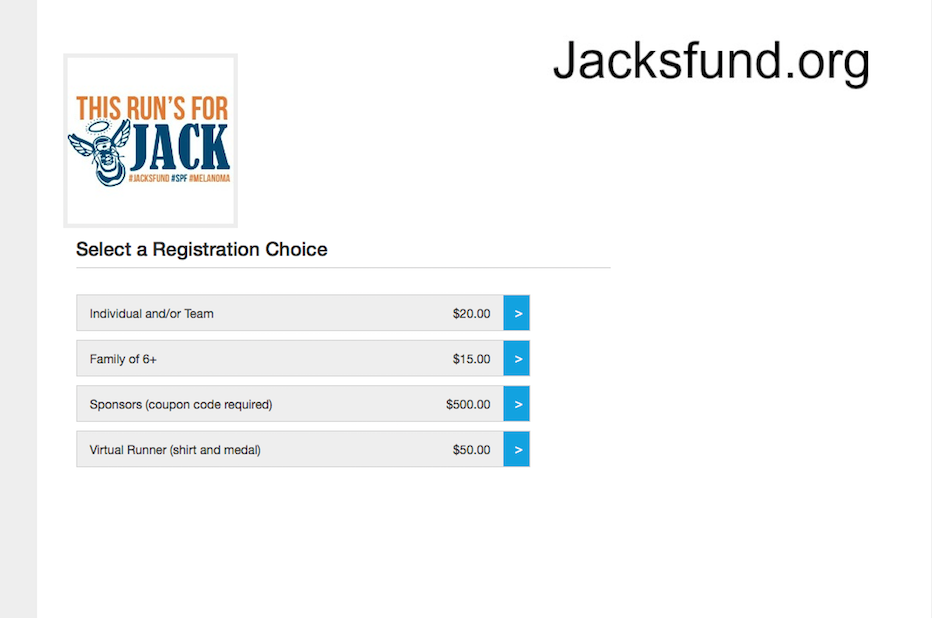 Jacksfund.org
THIS RUN'S FOR
JACK
#JACKSFUND #SPF #MELANOMA
Select a Registration Choice
Individual and/or Team $20.00 >
Family of 6+ $15.00 >
Sponsors (coupon code required) $500.00 >
Virtual Runner (shirt and medal) $50.00 >